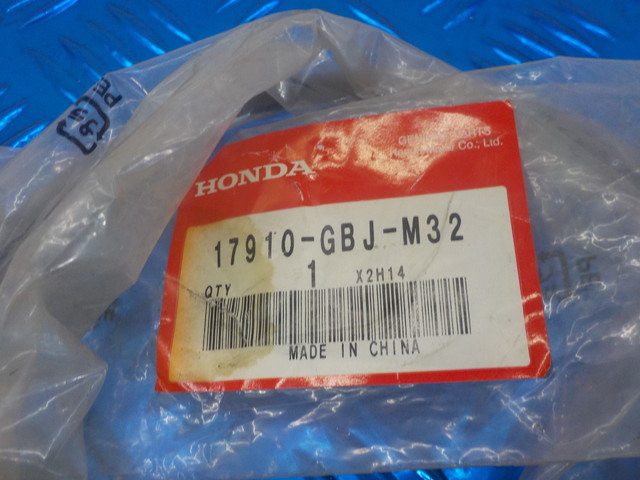 HONDA
17910-GBJ-M32
QTY 1 X2H14
MADE IN CHINA